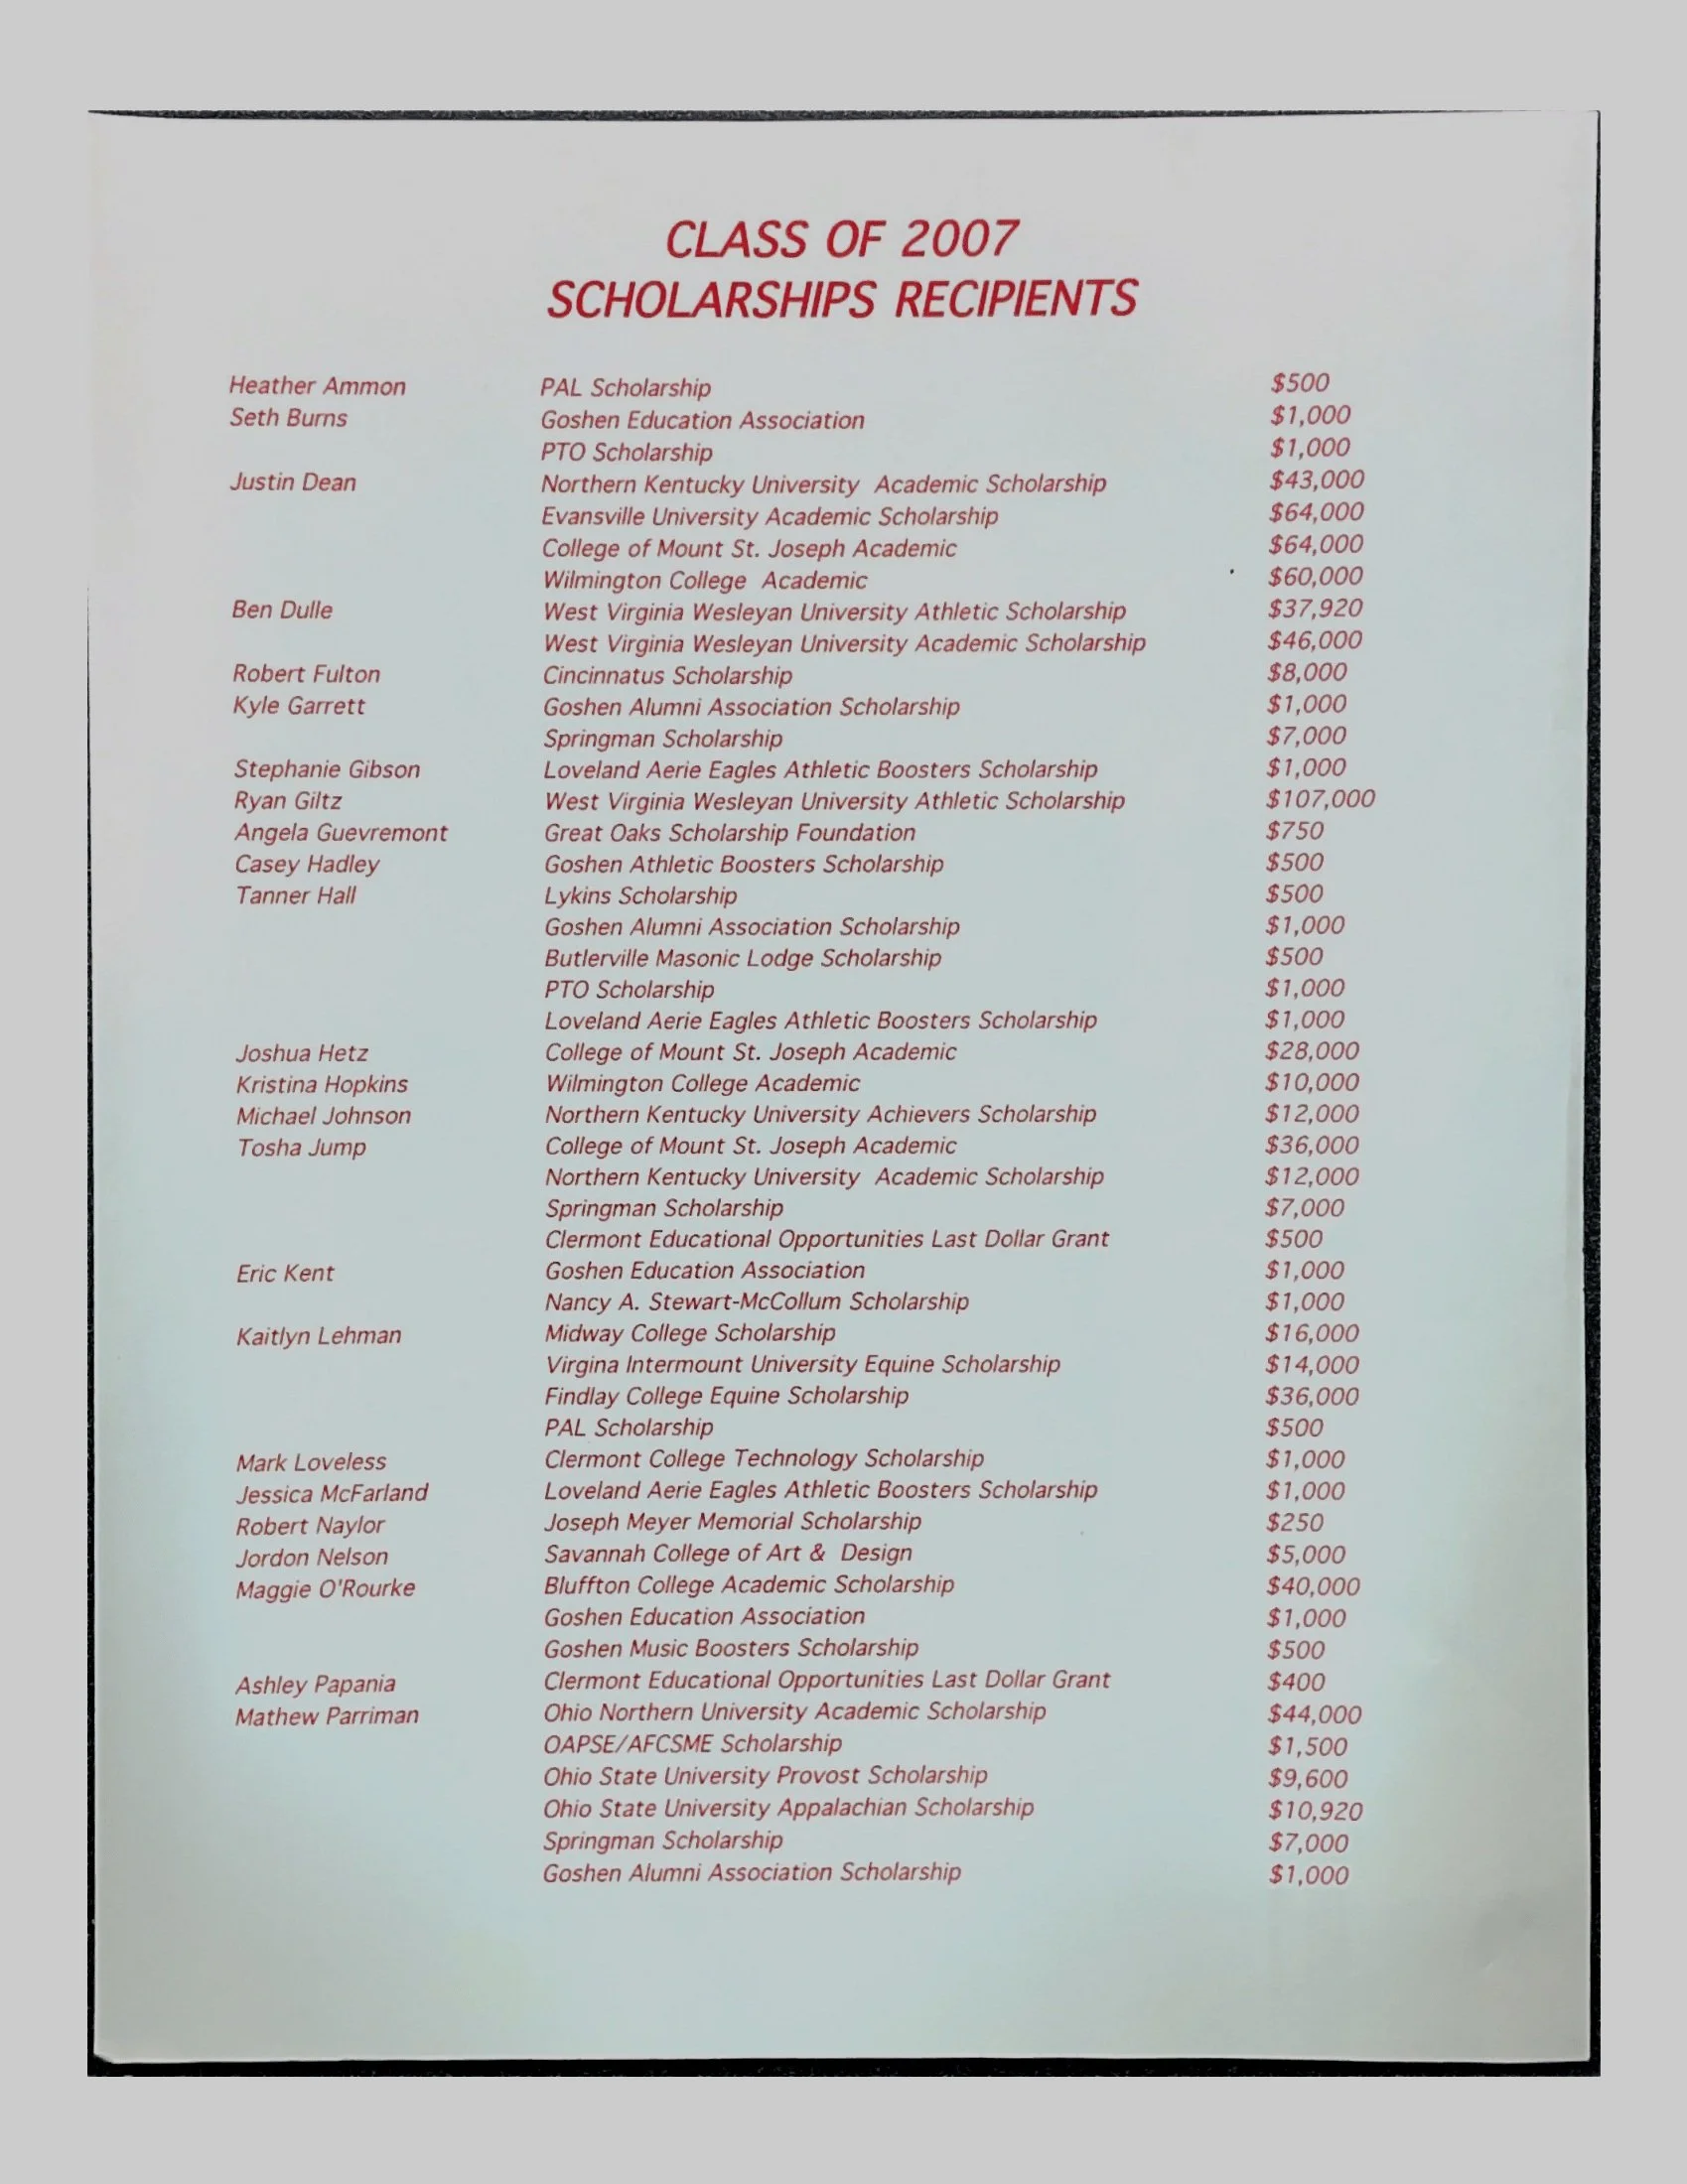 CLASS OF 2007
SCHOLARSHIPS RECIPIENTS
Heather Ammon PAL Scholarship $500
Seth Burns Goshen Education Association $1,000
PTO Scholarship $1,000
Justin Dean Northern Kentucky University Academic Scholarship $43,000
Evansville University Academic Scholarship $64,000
College of Mount St. Joseph Academic $64,000
Wilmington College Academic $60,000
Ben Dulle West Virginia Wesleyan University Athletic Scholarship $37,920
West Virginia Wesleyan University Academic Scholarship $46,000
Robert Fulton Cincinnatus Scholarship $8,000
Kyle Garrett Goshen Alumni Association Scholarship $1,000
Springman Scholarship $7,000
Stephanie Gibson Loveland Aerie Eagles Athletic Boosters Scholarship $1,000
Ryan Giltz West Virginia Wesleyan University Athletic Scholarship $107,000
Angela Guevremont Great Oaks Scholarship Foundation $750
Casey Hadley Goshen Athletic Boosters Scholarship $500
Tanner Hall Lykins Scholarship $500
Goshen Alumni Association Scholarship $1,000
Butlerville Masonic Lodge Scholarship $500
PTO Scholarship $1,000
Loveland Aerie Eagles Athletic Boosters Scholarship $1,000
Joshua Hetz College of Mount St. Joseph Academic $28,000
Kristina Hopkins Wilmington College Academic $10,000
Michael Johnson Northern Kentucky University Achievers Scholarship $12,000
Tosha Jump College of Mount St. Joseph Academic $36,000
Northern Kentucky University Academic Scholarship $12,000
Springman Scholarship $7,000
Clermont Educational Opportunities Last Dollar Grant $500
Eric Kent Goshen Education Association $1,000
Nancy A. Stewart-McCollum Scholarship $1,000
Kaitlyn Lehman Midway College Scholarship $16,000
Virgina Intermount University Equine Scholarship $14,000
Findlay College Equine Scholarship $36,000
PAL Scholarship $500
Mark Loveless Clermont College Technology Scholarship $1,000
Jessica McFarland Loveland Aerie Eagles Athletic Boosters Scholarship $1,000
Robert Naylor Joseph Meyer Memorial Scholarship $250
Jordon Nelson Savannah College of Art & Design $5,000
Maggie O'Rourke Bluffton College Academic Scholarship $40,000
Goshen Education Association $1,000
Goshen Music Boosters Scholarship $500
Ashley Papania Clermont Educational Opportunities Last Dollar Grant $400
Mathew Parriman Ohio Northern University Academic Scholarship $44,000
OAPSE/AFCSME Scholarship $1,500
Ohio State University Provost Scholarship $9,600
Ohio State University Appalachian Scholarship $10,920
Springman Scholarship $7,000
Goshen Alumni Association Scholarship $1,000